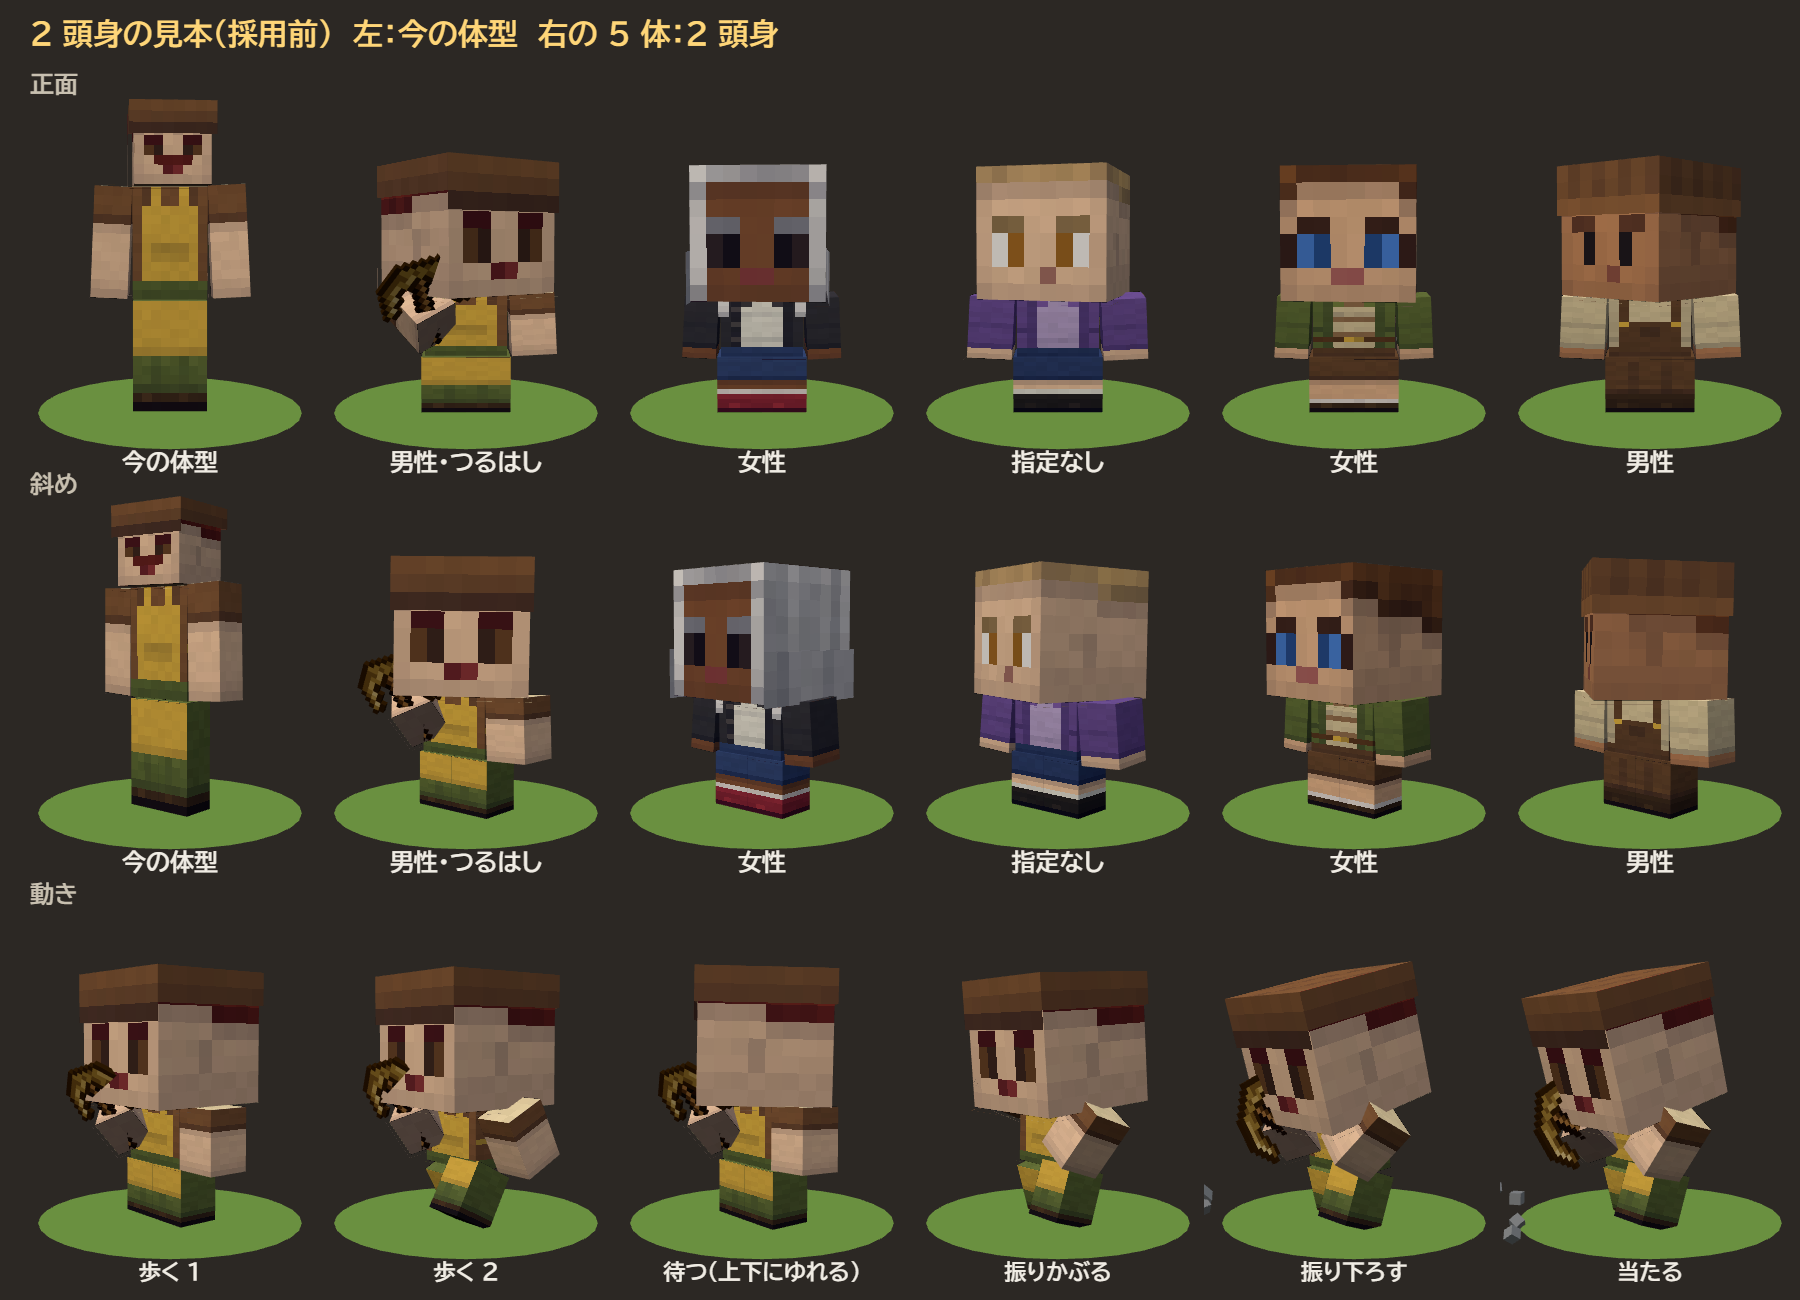 2 頭身の見本(採用前) 左:今の体型 右の 5 体:2 頭身
正面
今の体型 男性・つるはし 女性 指定なし 女性 男性
斜め
今の体型 男性・つるはし 女性 指定なし 女性 男性
動き
歩く 1 歩く 2 待つ(上下にゆれる) 振りかぶる 振り下ろす 当たる